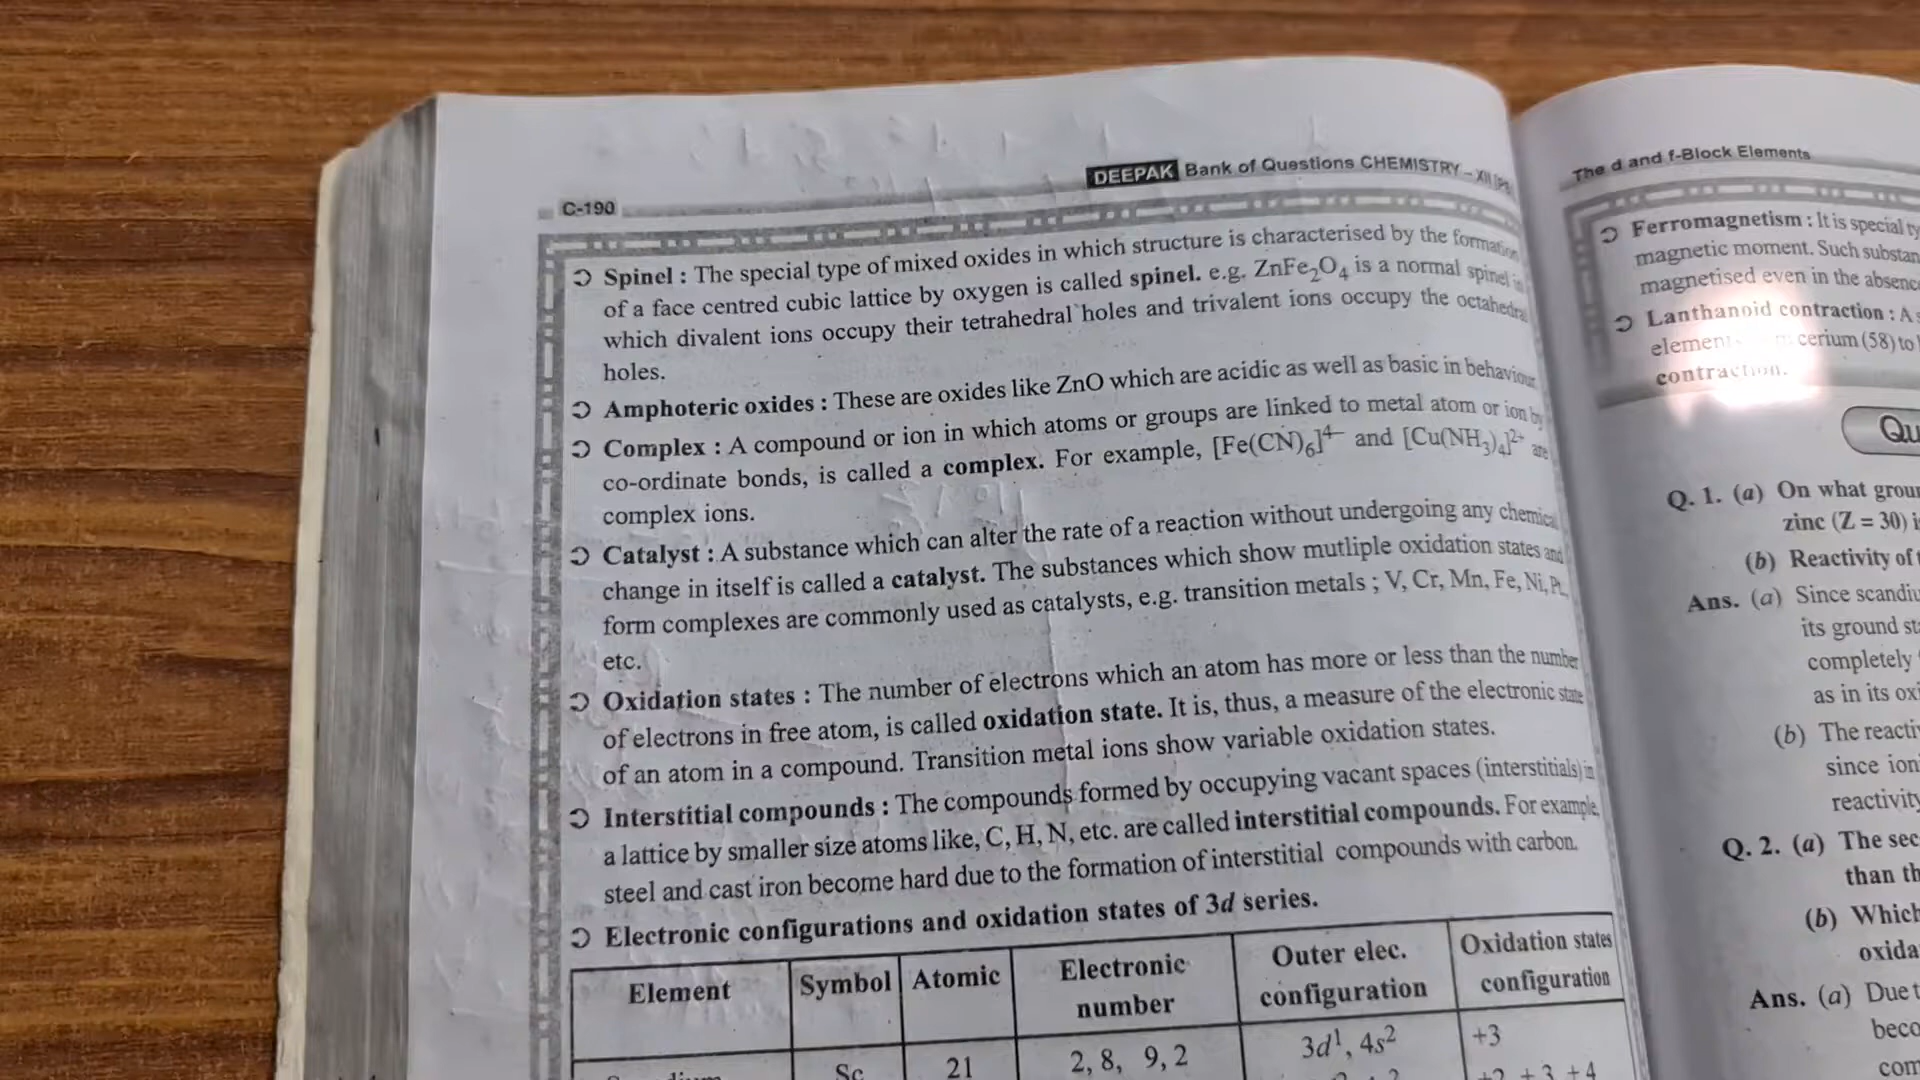 C-190
DEEPAK Bank of Questions CHEMISTRY – XII
➲ Spinel : The special type of mixed oxides in which structure is characterised by the formation
of a face centred cubic lattice by oxygen is called spinel. e.g. ZnFe₂O₄ is a normal spinel in
which divalent ions occupy their tetrahedral holes and trivalent ions occupy the octahedral
holes.
➲ Amphoteric oxides : These are oxides like ZnO which are acidic as well as basic in behaviour
➲ Complex : A compound or ion in which atoms or groups are linked to metal atom or ion by
co-ordinate bonds, is called a complex. For example, [Fe(CN)₆]⁴⁻ and [Cu(NH₃)₄]²⁺ are
complex ions.
➲ Catalyst : A substance which can alter the rate of a reaction without undergoing any chemical
change in itself is called a catalyst. The substances which show mutliple oxidation states and
form complexes are commonly used as catalysts, e.g. transition metals ; V, Cr, Mn, Fe, Ni, Pt,
etc.
➲ Oxidation states : The number of electrons which an atom has more or less than the number
of electrons in free atom, is called oxidation state. It is, thus, a measure of the electronic state
of an atom in a compound. Transition metal ions show variable oxidation states.
➲ Interstitial compounds : The compounds formed by occupying vacant spaces (interstitials) in
a lattice by smaller size atoms like, C, H, N, etc. are called interstitial compounds. For example,
steel and cast iron become hard due to the formation of interstitial compounds with carbon.
➲ Electronic configurations and oxidation states of 3d series.
Element Symbol Atomic Electronic number Outer elec. configuration Oxidation states configuration
Sc 21 2, 8, 9, 2 3d¹, 4s² +3
+2 + 3 + 4
The d and f-Block Elements
➲ Ferromagnetism : It is special
magnetic moment. Such
magnetised even in the
➲ Lanthanoid contraction :
cerium (58) to
contraction.
Q. 1. (a) On what
zinc (Z = 30)
(b) Reactivity of
Ans. (a) Since
its ground
completely
as in its
(b) The
since
reactivity
Q. 2. (a) The
than
(b) Which
Ans. (a) Due